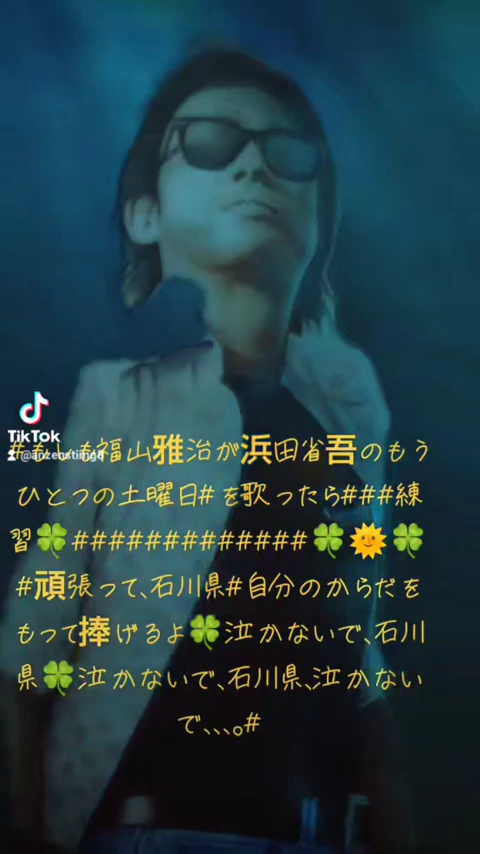 TikTok
@anzenstimg8
#もしも福山雅治が浜田省吾のもう
ひとつの土曜日#を歌ったら###練
習🍀#############🍀🌞🍀
#頑張って､石川県#自分のからだを
もって捧げるよ🍀泣かないで､石川
県🍀泣かないで､石川県､泣かない
で､､､｡#